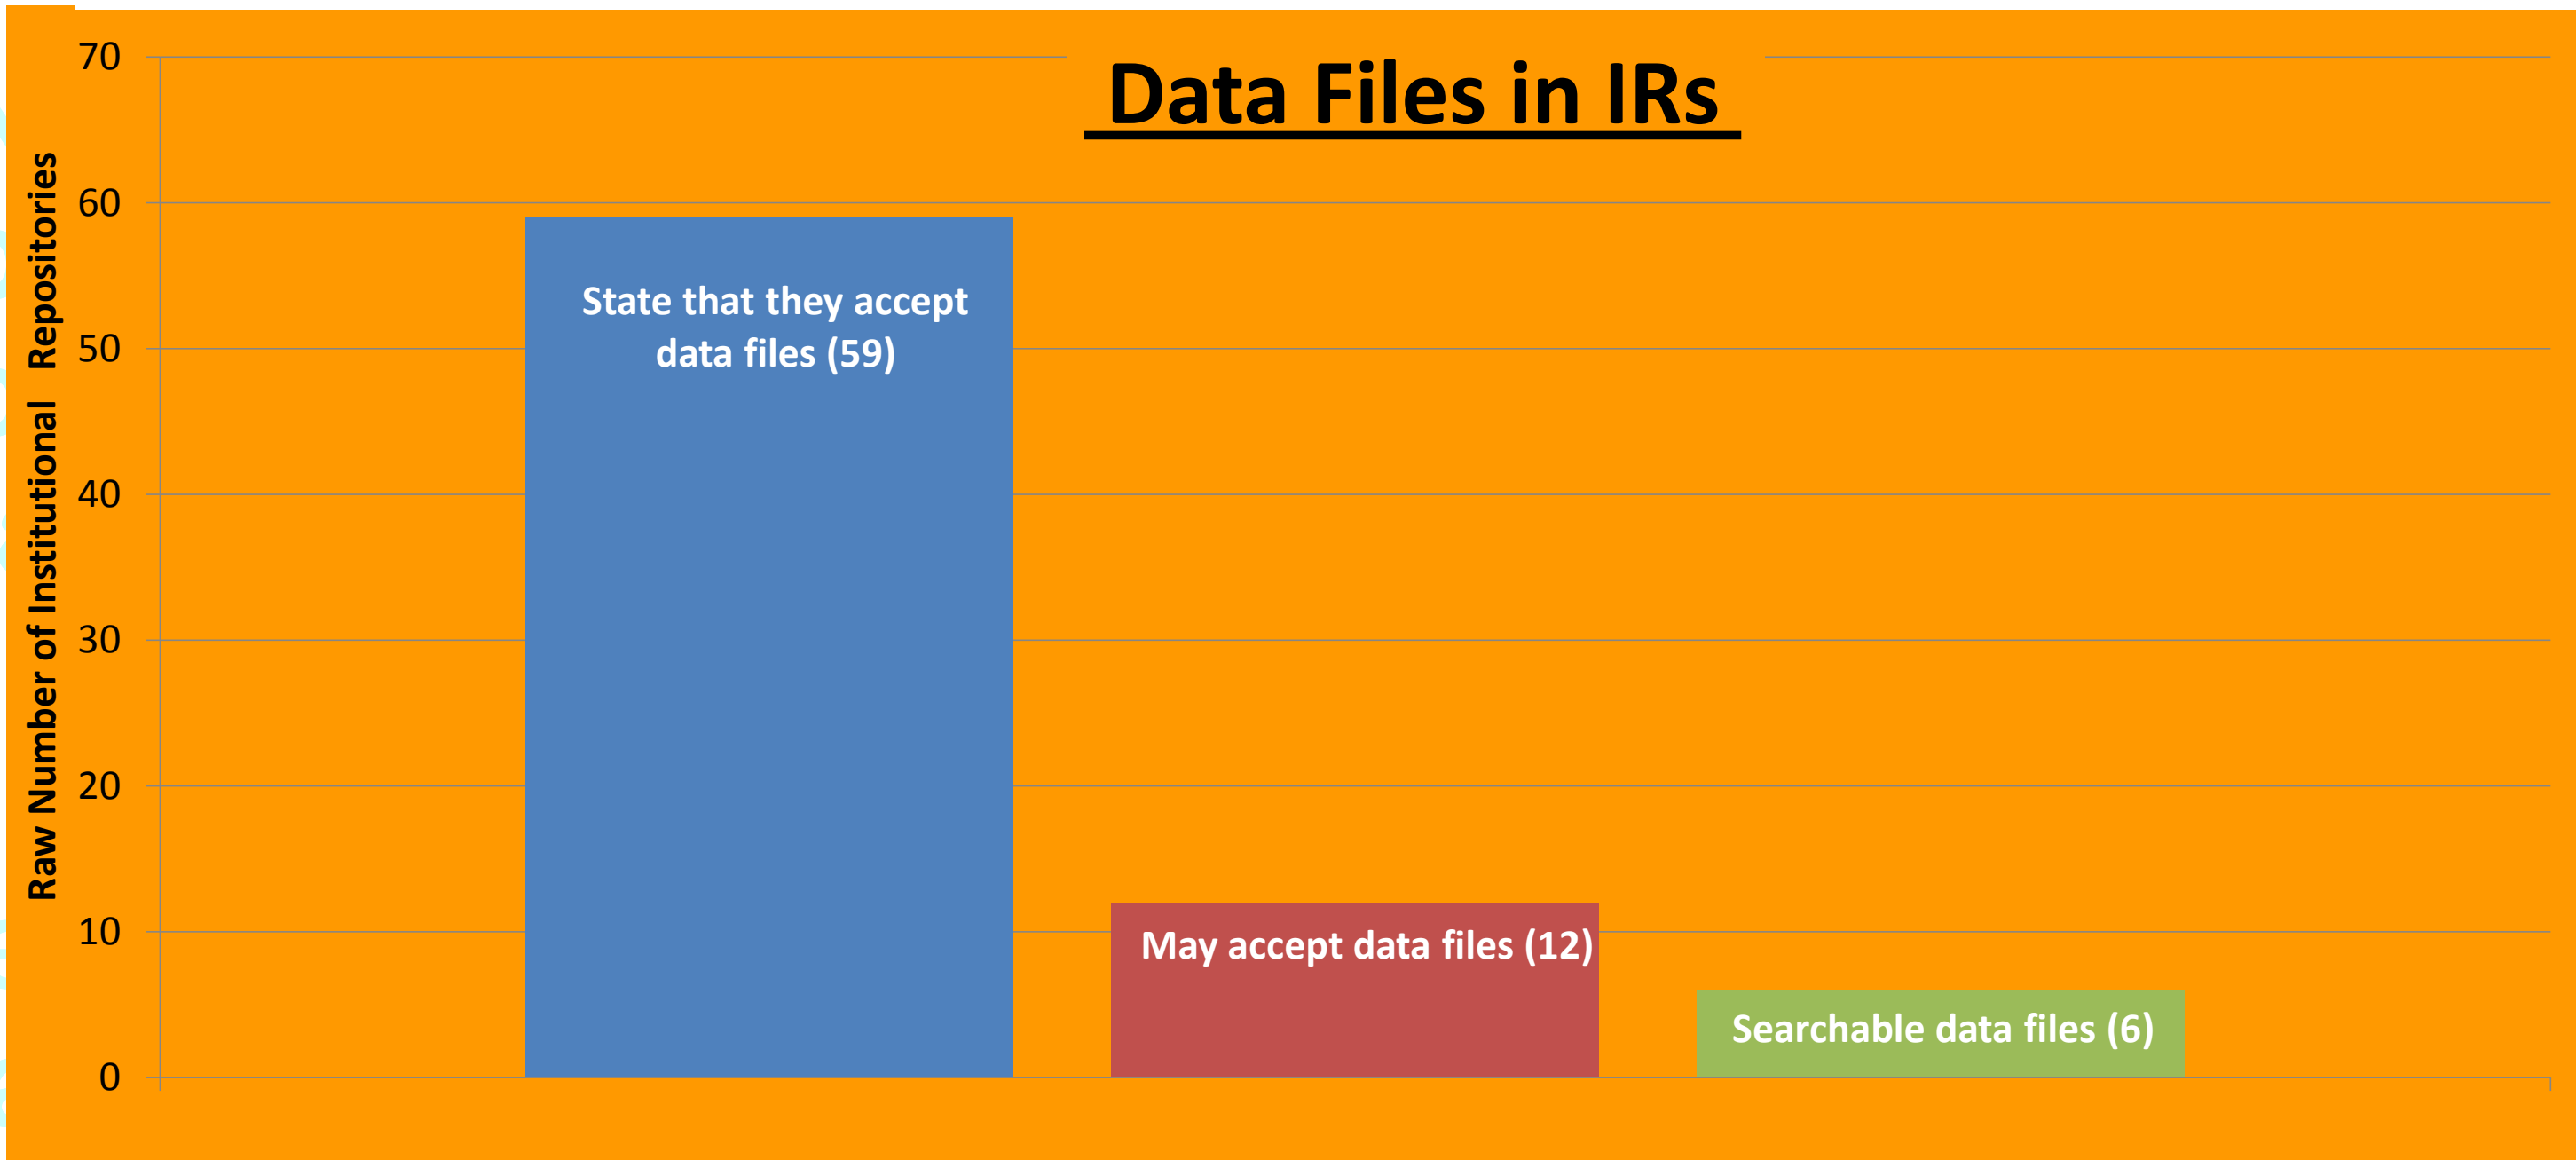 Data Files in IRs
Raw Number of Institutional Repositories
70
60
50
40
30
20
10
0
State that they accept
data files (59)
May accept data files (12)
Searchable data files (6)